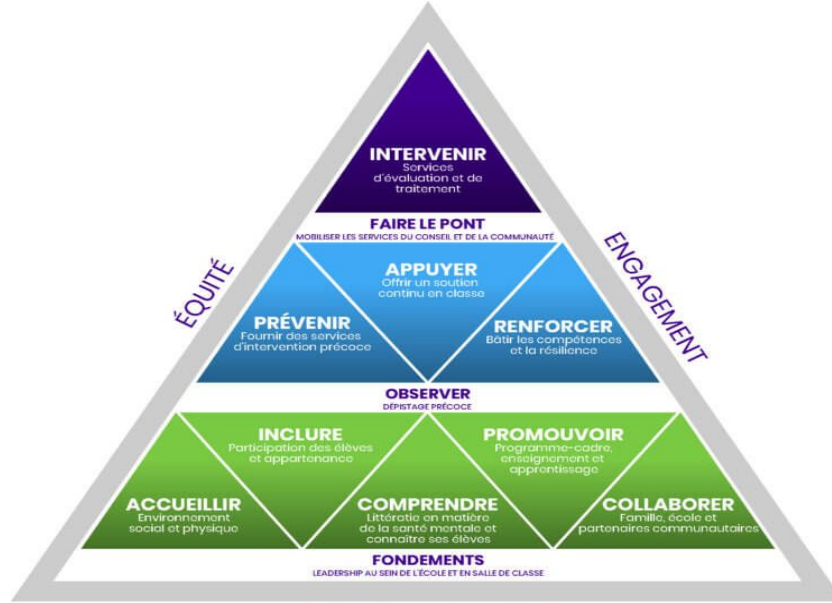 INTERVENIR
Services
d'évaluation et de
traitement
FAIRE LE PONT
MOBILISER LES SERVICES DU CONSEIL ET DE LA COMMUNAUTÉ
ÉQUITÉ
ENGAGEMENT
APPUYER
Offrir un soutien
continu en classe
PRÉVENIR
Fournir des services
d'intervention précoce
RENFORCER
Bâtir les compétences
et la résilience
OBSERVER
DÉPISTAGE PRÉCOCE
INCLURE
Participation des élèves
et appartenance
PROMOUVOIR
Programme-cadre,
enseignement et
apprentissage
ACCUEILLIR
Environnement
social et physique
COMPRENDRE
Littératie en matière
de la santé mentale et
connaître ses élèves
COLLABORER
Famille, école et
partenaires communautaires
FONDEMENTS
LEADERSHIP AU SEIN DE L'ÉCOLE ET EN SALLE DE CLASSE